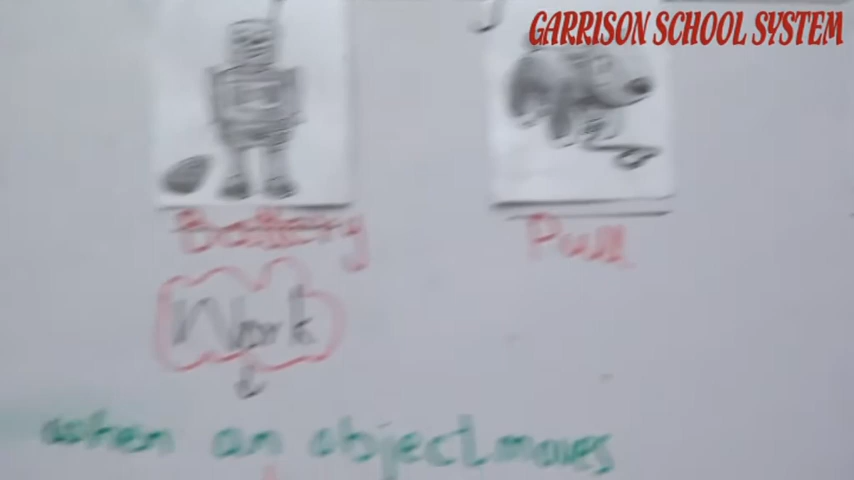 GARRISON SCHOOL SYSTEM
Battery
Pull
Work
when an object moves